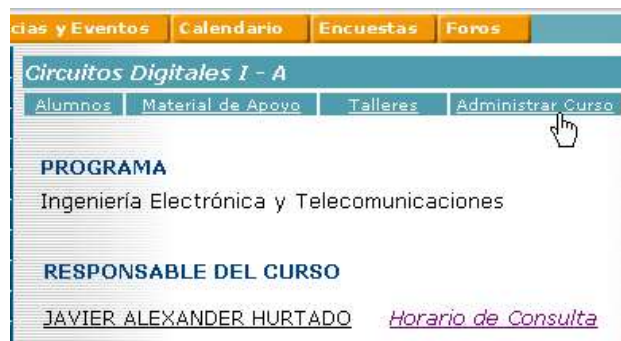 cias y Eventos Calendario Encuestas Foros
Circuitos Digitales I - A
Alumnos Material de Apoyo Talleres Administrar Curso
PROGRAMA
Ingeniería Electrónica y Telecomunicaciones
RESPONSABLE DEL CURSO
JAVIER ALEXANDER HURTADO Horario de Consulta